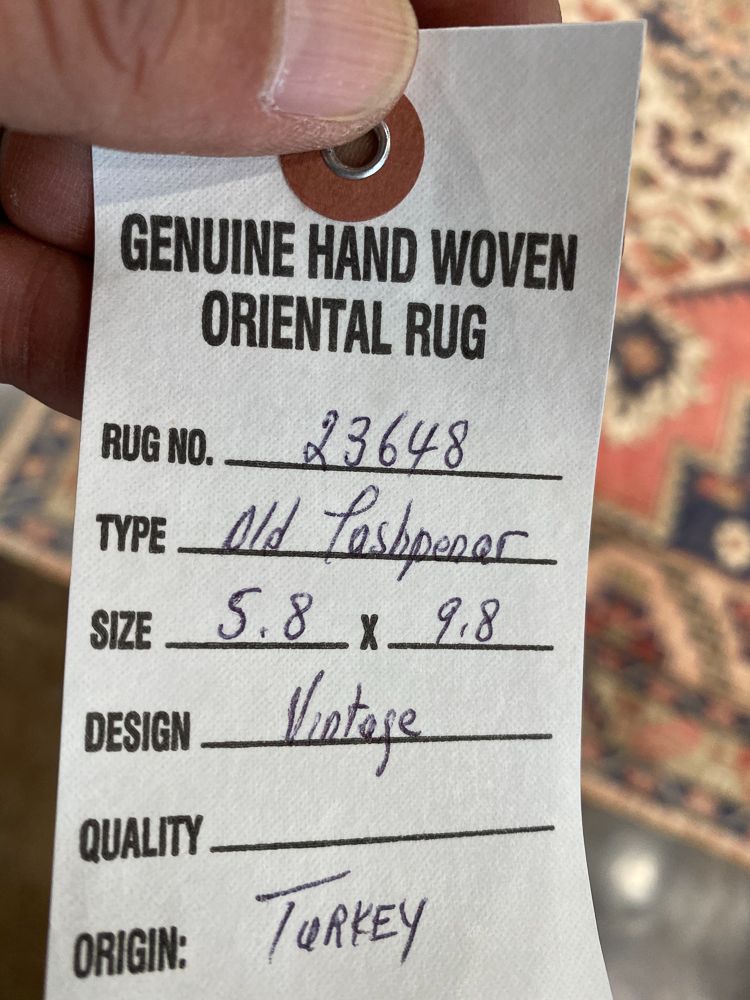 GENUINE HAND WOVEN
ORIENTAL RUG
RUG NO. 23648
TYPE Old Tashpenar
SIZE 5.8 X 9.8
DESIGN Vintage
QUALITY
ORIGIN: TURKEY